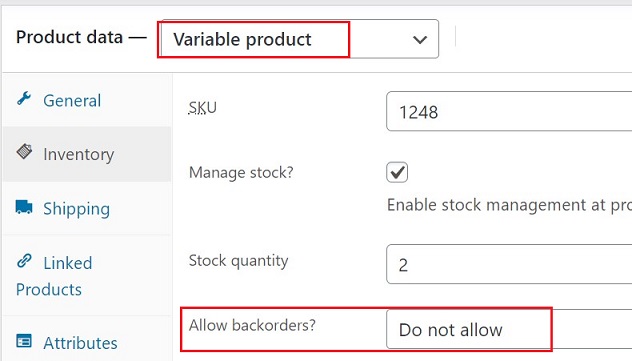 Product data — Variable product
General
Inventory
Shipping
Linked
Products
Attributes
SKU
1248
Manage stock?
Enable stock management at pro
Stock quantity
2
Allow backorders?
Do not allow